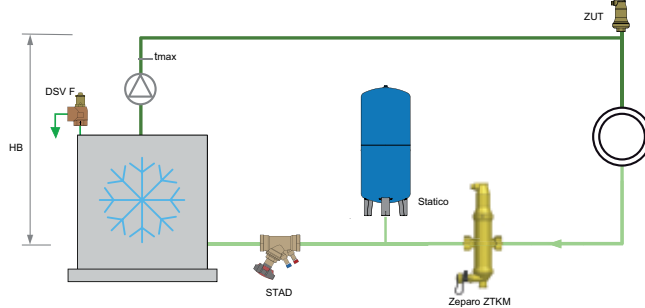 ZUT
tmax
DSV F
HB
Statico
STAD
Zeparo ZTKM